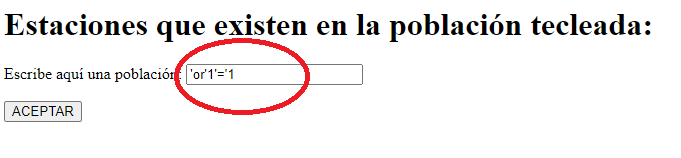 Estaciones que existen en la población tecleada:
Escribe aquí una población: 'or'1'='1
ACEPTAR